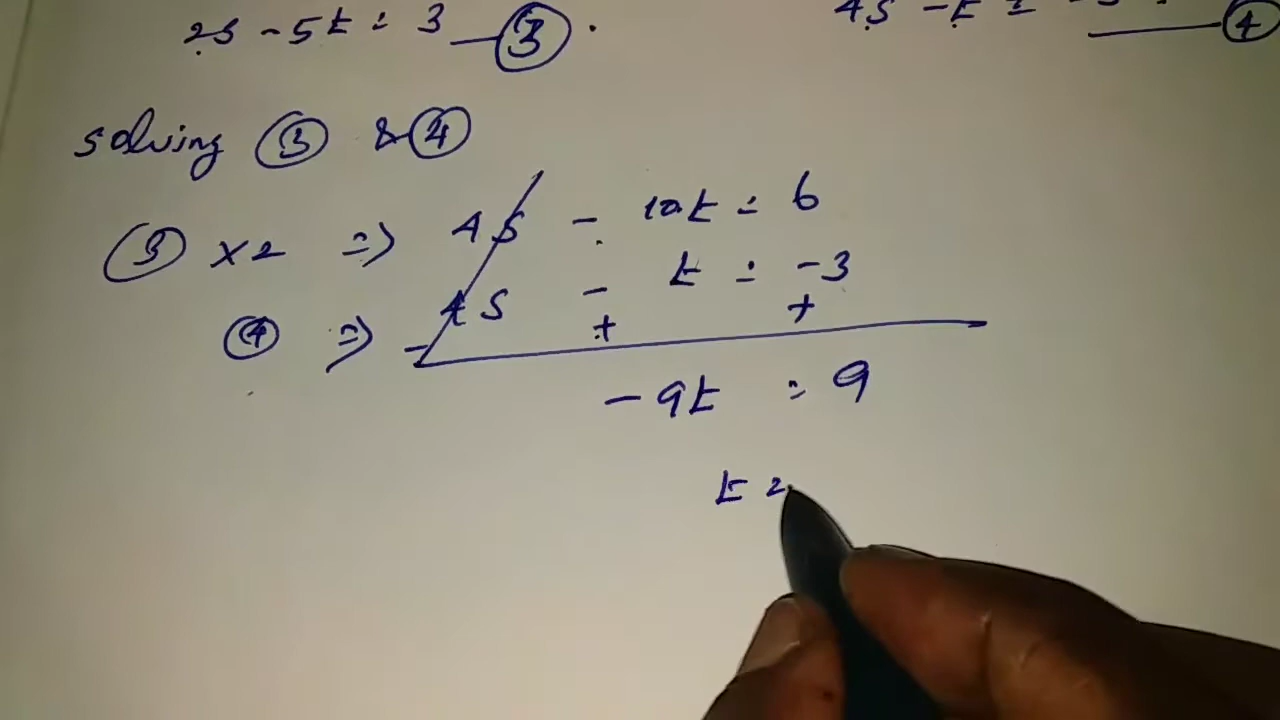 2s - 5t = 3 — ③.
4s - t = -3. — ④
solving ③ & ④
③ x2 => 4s - 10t = 6
④ => 4s - t = -3
- + +
-9t = 9
t =